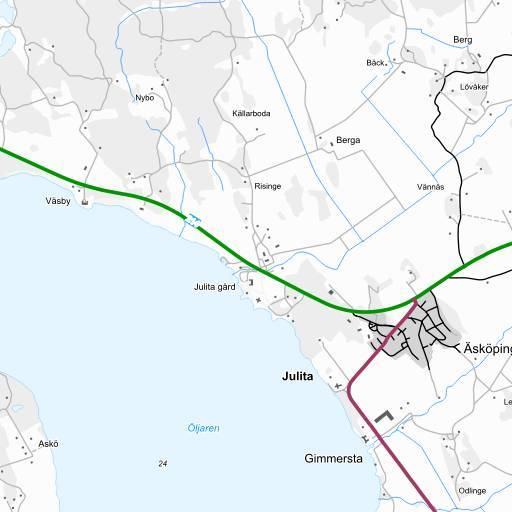 Berg
Bäck
Lövåker
Nybo
Källarboda
Berga
Risinge
Vännäs
Väsby
Julita gård
Äsköping
Julita
Öljaren
Askö
24
Gimmersta
Le
Odlinge